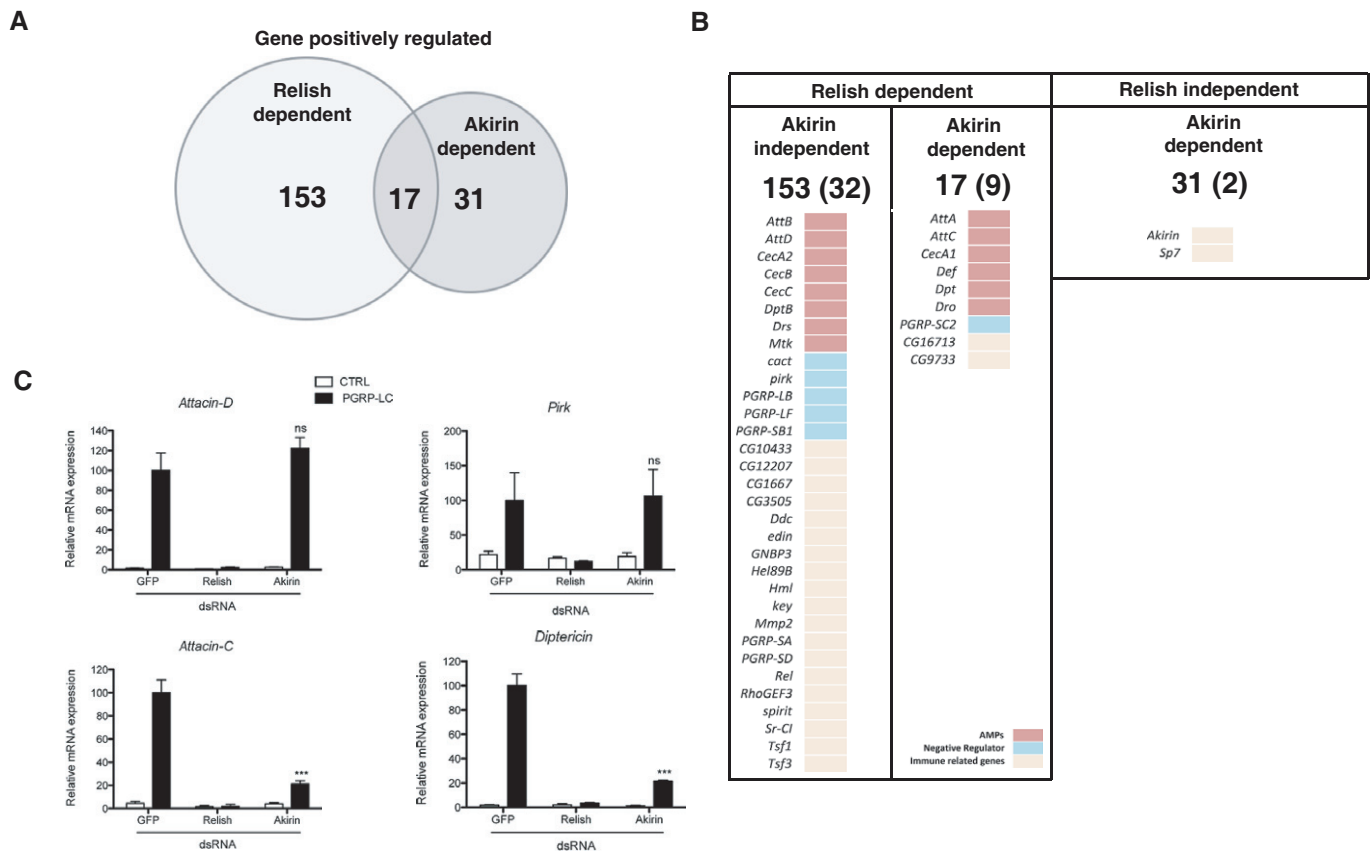 A
Gene positively regulated
Relish
dependent
Akirin
dependent
153
17
31
B
Relish dependent
Relish independent
Akirin
independent
153 (32)
Akirin
dependent
17 (9)
Akirin
dependent
31 (2)
AttB
AttD
CecA2
CecB
CecC
DptB
Drs
Mtk
cact
pirk
PGRP-LB
PGRP-LF
PGRP-SB1
CG10433
CG12207
CG1667
CG3505
Ddc
edin
GNBP3
Hel89B
Hml
key
Mmp2
PGRP-SA
PGRP-SD
Rel
RhoGEF3
spirit
Sr-CI
Tsf1
Tsf3
AttA
AttC
CecA1
Def
Dpt
Dro
PGRP-SC2
CG16713
CG9733
Akirin
Sp7
AMPs
Negative Regulator
Immune related genes
C
CTRL
PGRP-LC
Attacin-D
Relative mRNA expression
140
120
100
80
60
40
20
0
ns
GFP
Relish
Akirin
dsRNA
Pirk
Relative mRNA expression
200
150
100
50
0
ns
GFP
Relish
Akirin
dsRNA
Attacin-C
Relative mRNA expression
120
100
80
60
40
20
0
***
GFP
Relish
Akirin
dsRNA
Diptericin
Relative mRNA expression
120
100
80
60
40
20
0
***
GFP
Relish
Akirin
dsRNA